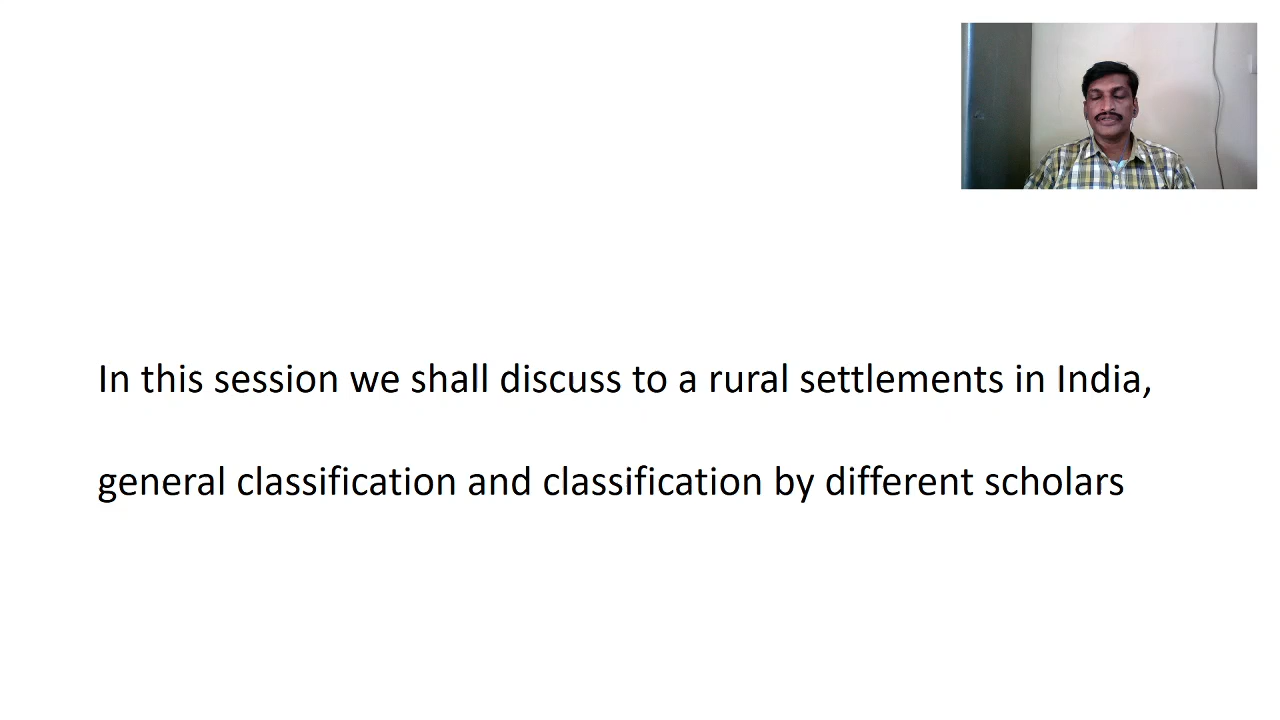 In this session we shall discuss to a rural settlements in India,
general classification and classification by different scholars